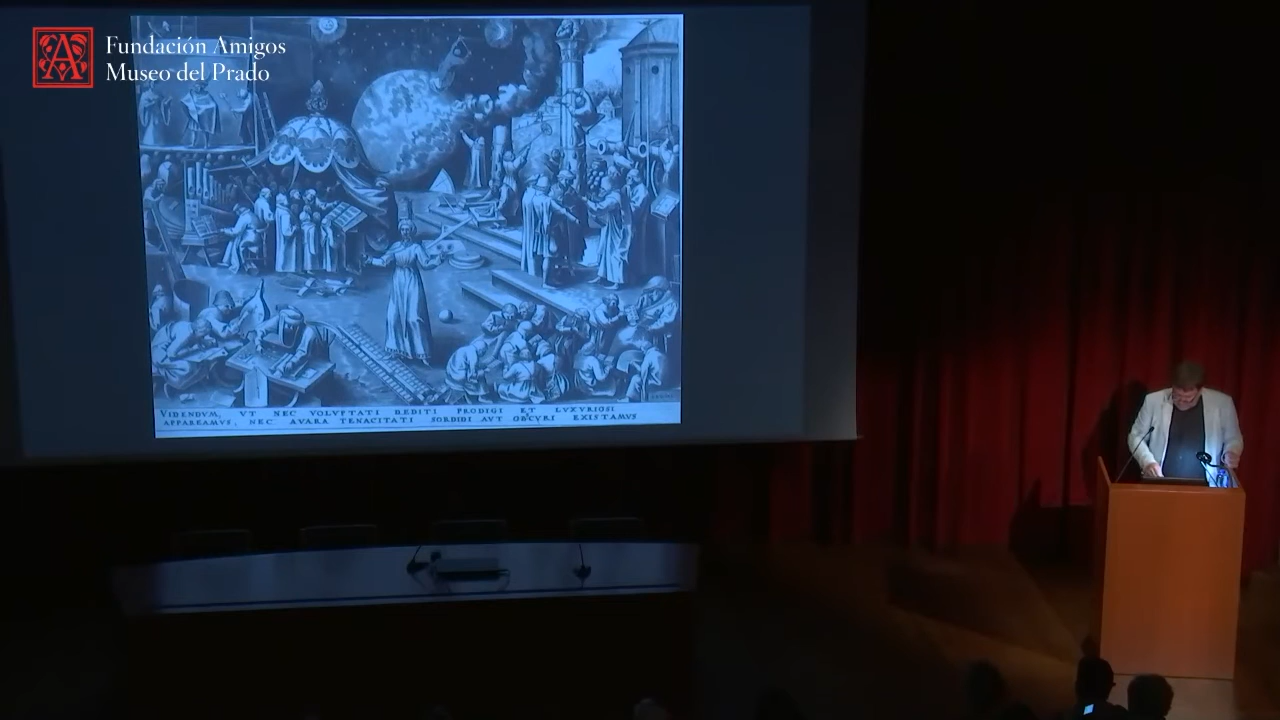 Fundación Amigos
Museo del Prado
VIDENDVM, VT NEC VOLVPTATI DEDITI PRODIGI ET LVXVRIOSI
APPAREAMVS, NEC AVARA TENACITATI SORDIDI AVT OBCVRI EXISTAMVS